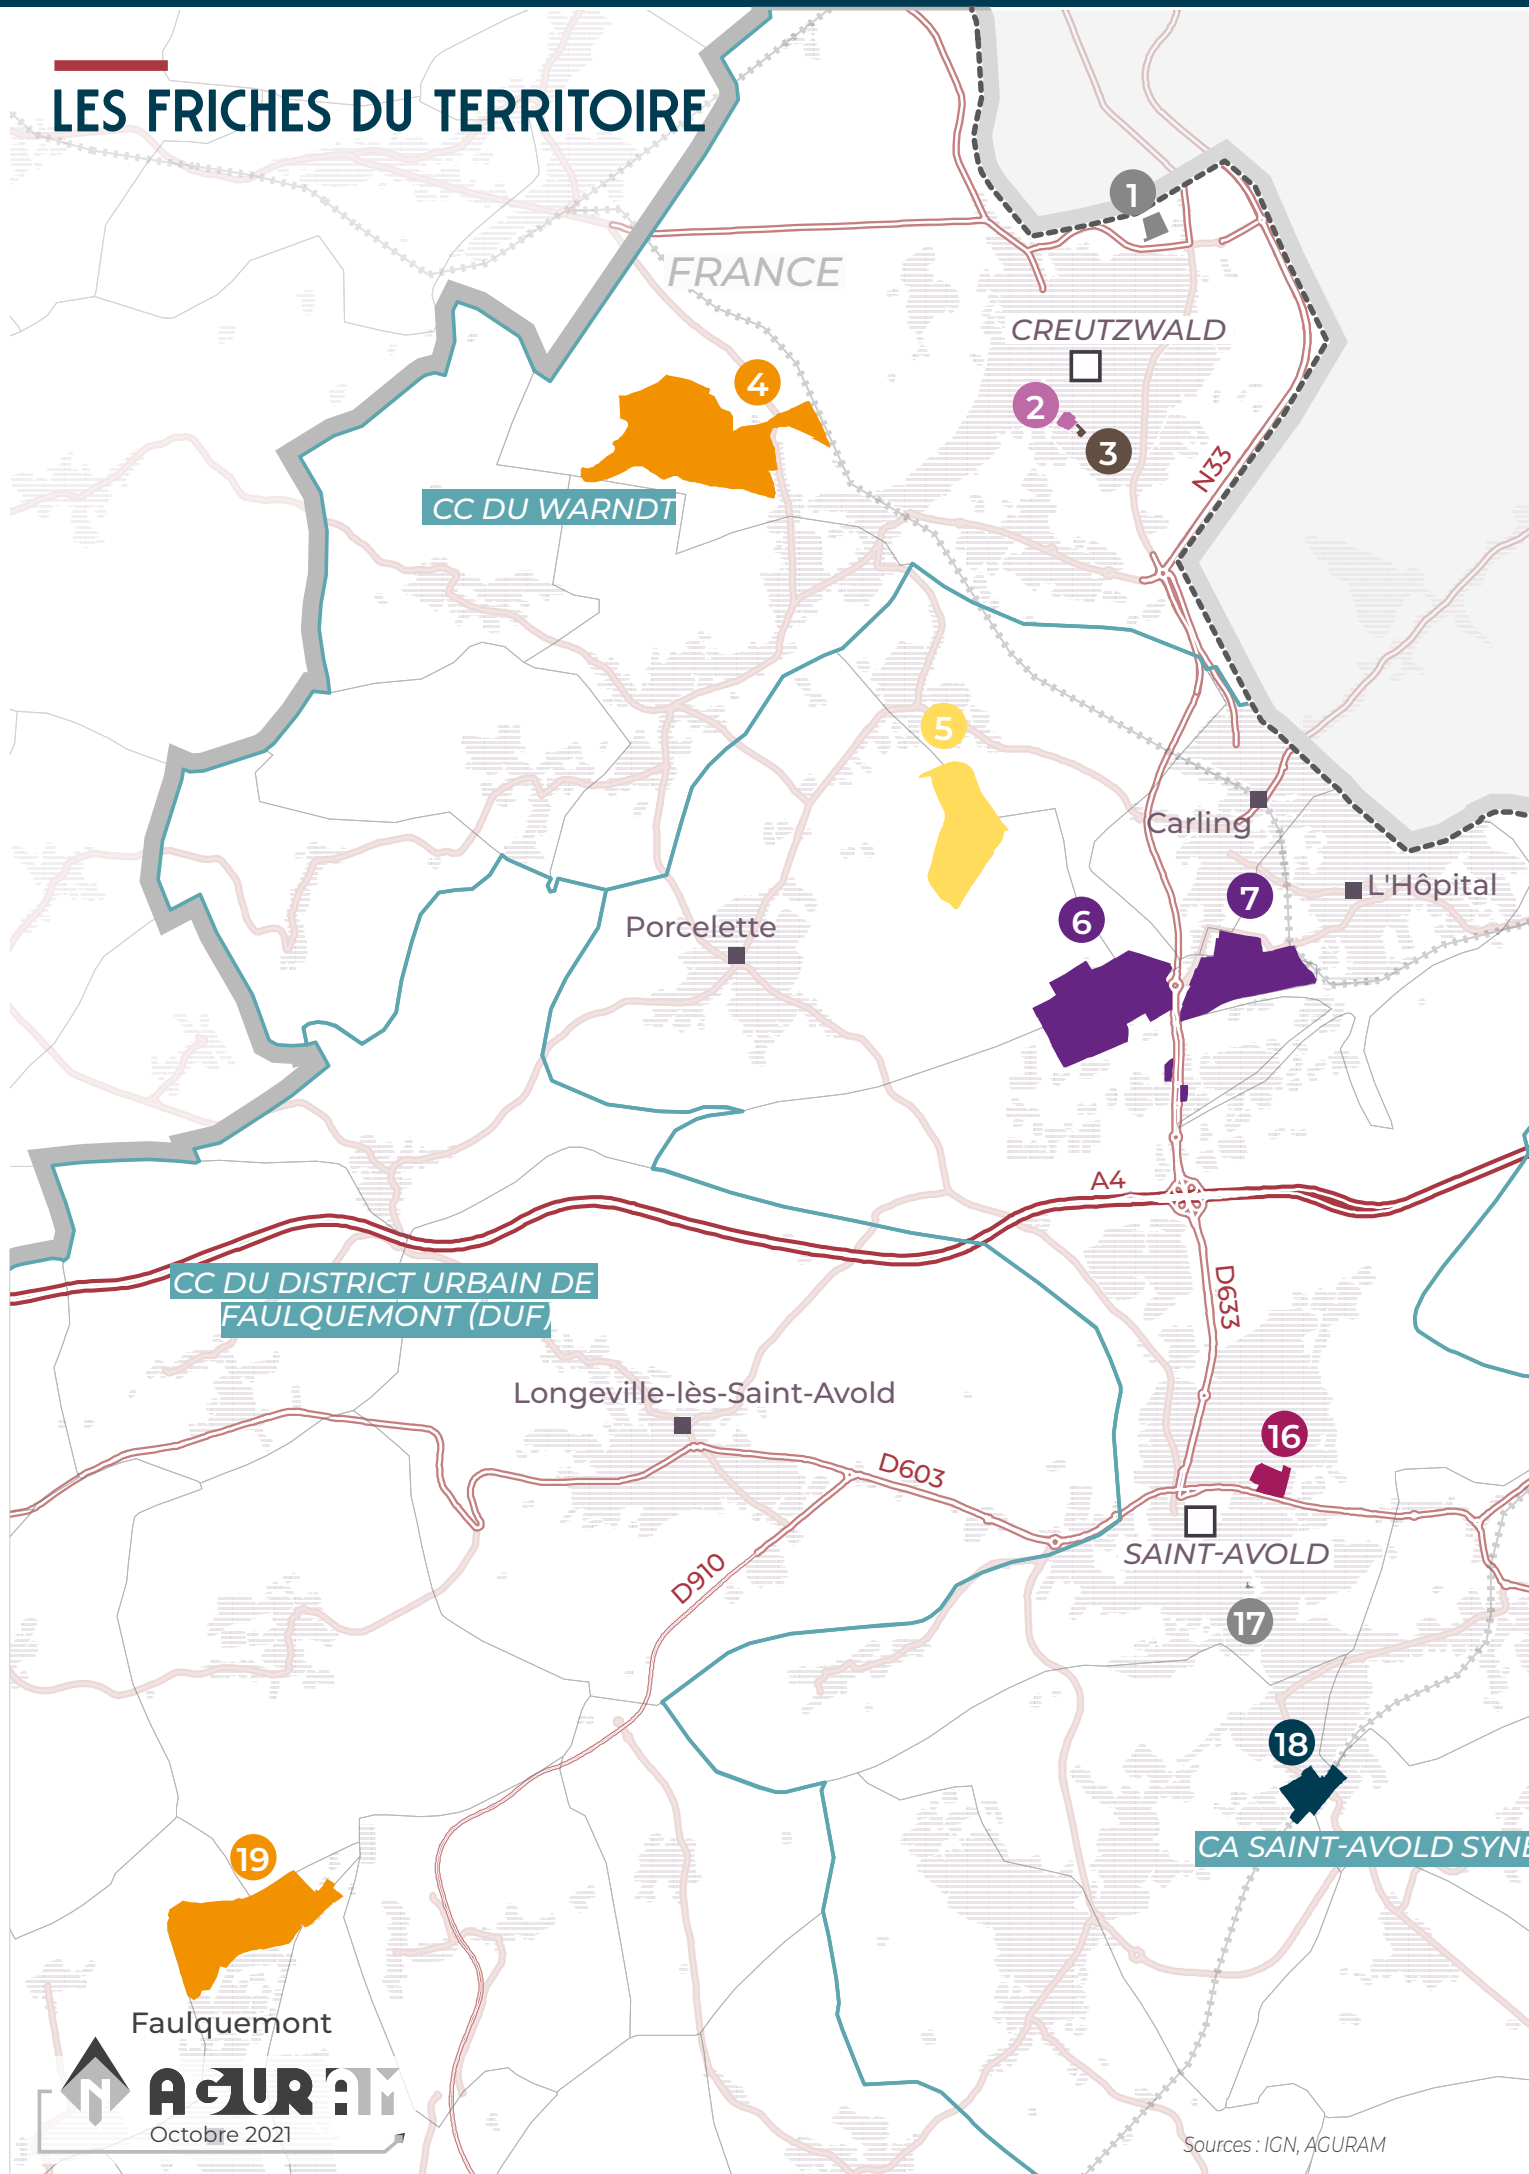 LES FRICHES DU TERRITOIRE
1
FRANCE
CREUTZWALD
4
2
3
N33
CC DU WARNDT
5
Carling
7
L'Hôpital
6
Porcelette
A4
CC DU DISTRICT URBAIN DE
FAULQUEMONT (DUF)
D633
Longeville-lès-Saint-Avold
16
D603
SAINT-AVOLD
D910
17
18
CA SAINT-AVOLD SYNE
19
Faulquemont
N
AGURAM
Octobre 2021
Sources : IGN, AGURAM